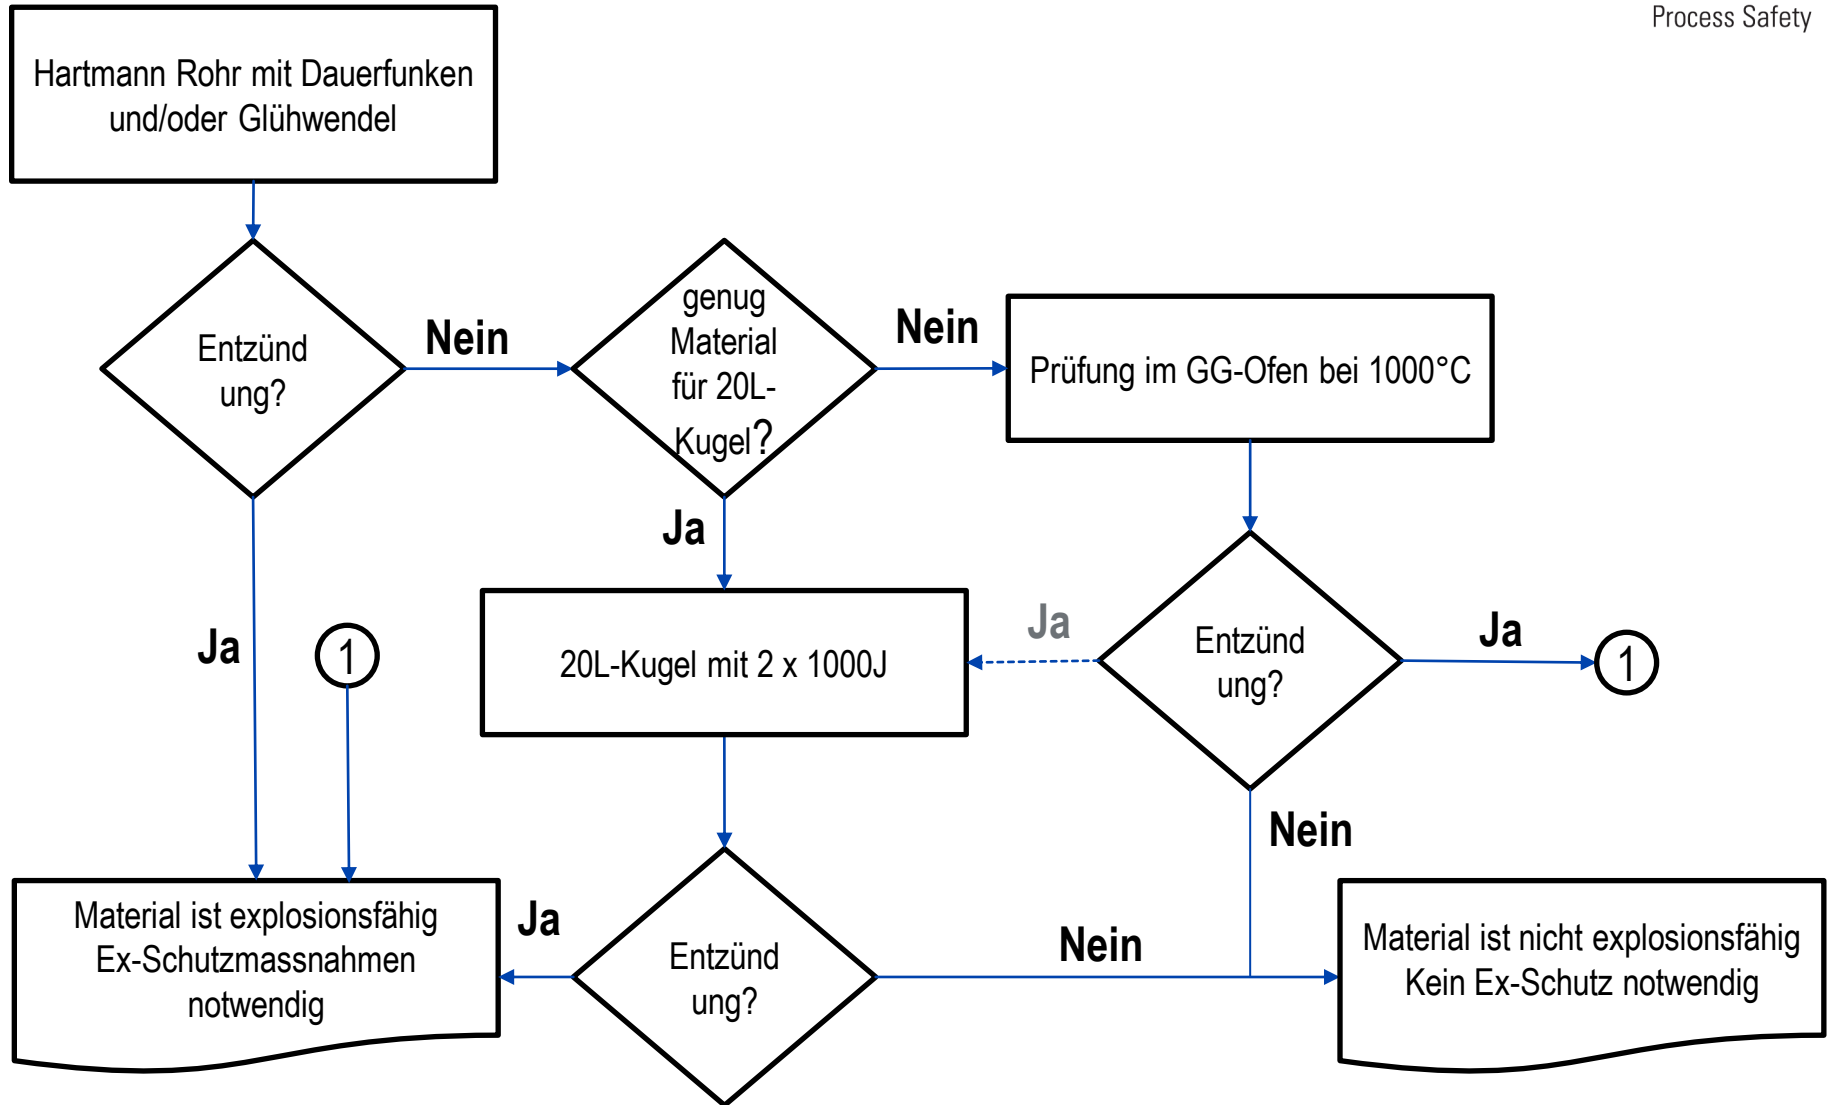 Process Safety
Hartmann Rohr mit Dauerfunken
und/oder Glühwendel
Entzünd
ung?
Nein
genug
Material
für 20L-
Kugel?
Nein
Prüfung im GG-Ofen bei 1000°C
Ja
Ja
1
20L-Kugel mit 2 x 1000J
Ja
Entzünd
ung?
Ja
1
Nein
Material ist explosionsfähig
Ex-Schutzmassnahmen
notwendig
Ja
Entzünd
ung?
Nein
Material ist nicht explosionsfähig
Kein Ex-Schutz notwendig